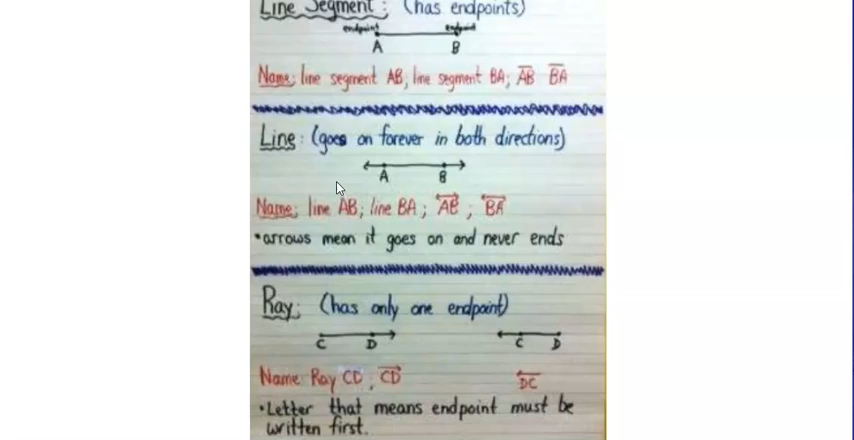 Line Segment: (has endpoints)
endpoint endpoint
A B
Name: line segment AB; line segment BA; AB BA
Line: (goes on forever in both directions)
A B
Name: line AB; line BA; AB; BA
•arrows mean it goes on and never ends
Ray: (has only one endpoint)
C D C D
Name: Ray CD, CD DC
•Letter that means endpoint must be
written first.